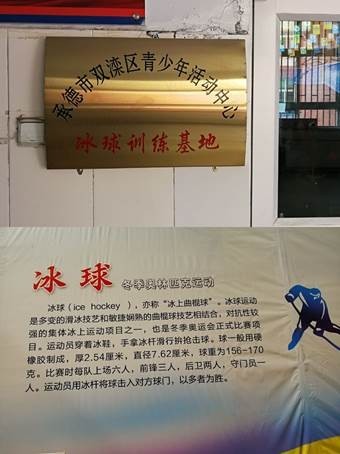 承德市双滦区青少年活动中心
冰球训练基地
冰球 冬季奥林匹克运动
冰球（ice hockey ），亦称“冰上曲棍球”。冰球运动
是多变的滑冰技艺和敏捷娴熟的曲棍球技艺相结合，对抗性较
强的集体冰上运动项目之一，也是冬季奥运会正式比赛项
目。运动员穿着冰鞋，手拿冰杆滑行拚抢击球。球一般用硬
橡胶制成，厚2.54厘米，直径7.62厘米，球重为156-170
克。比赛时每队上场六人，前锋三人，后卫两人，守门员一
人。运动员用冰杆将球击入对方球门，以多者为胜。